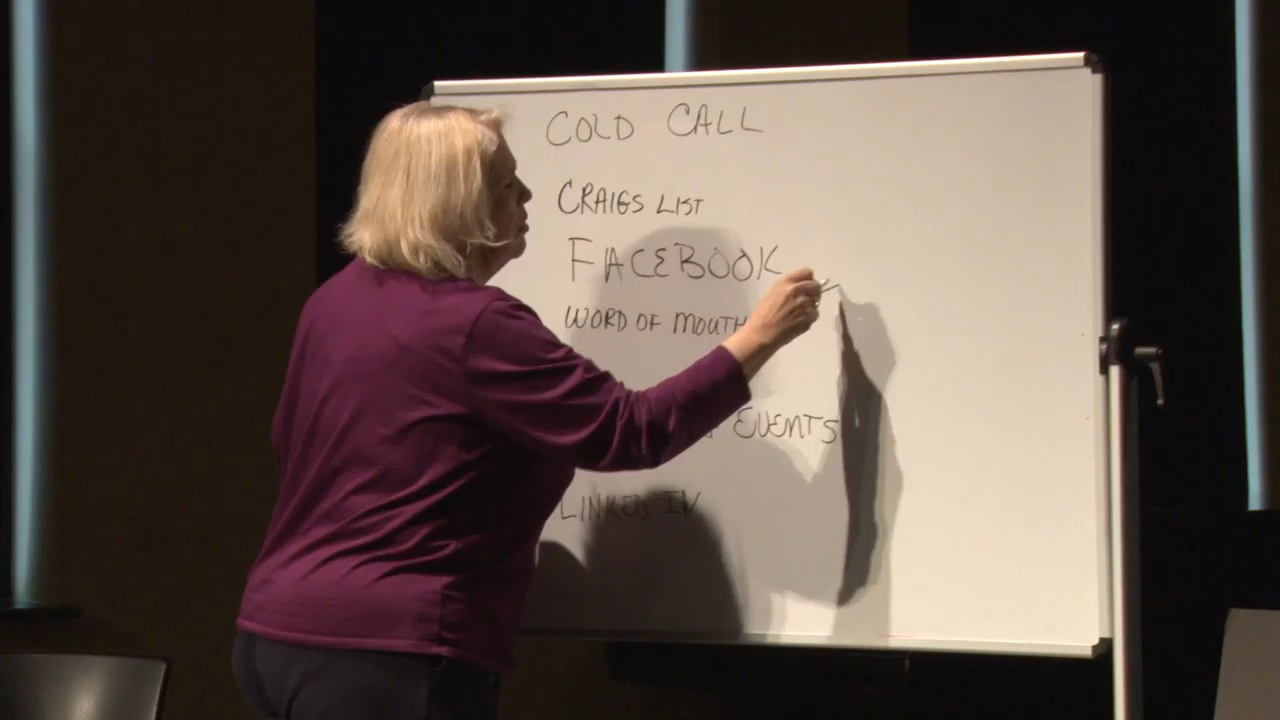 COLD CALL
CRAIGS LIST
FACEBOOK
WORD OF MOUTH
EVENTS
LINKED IN